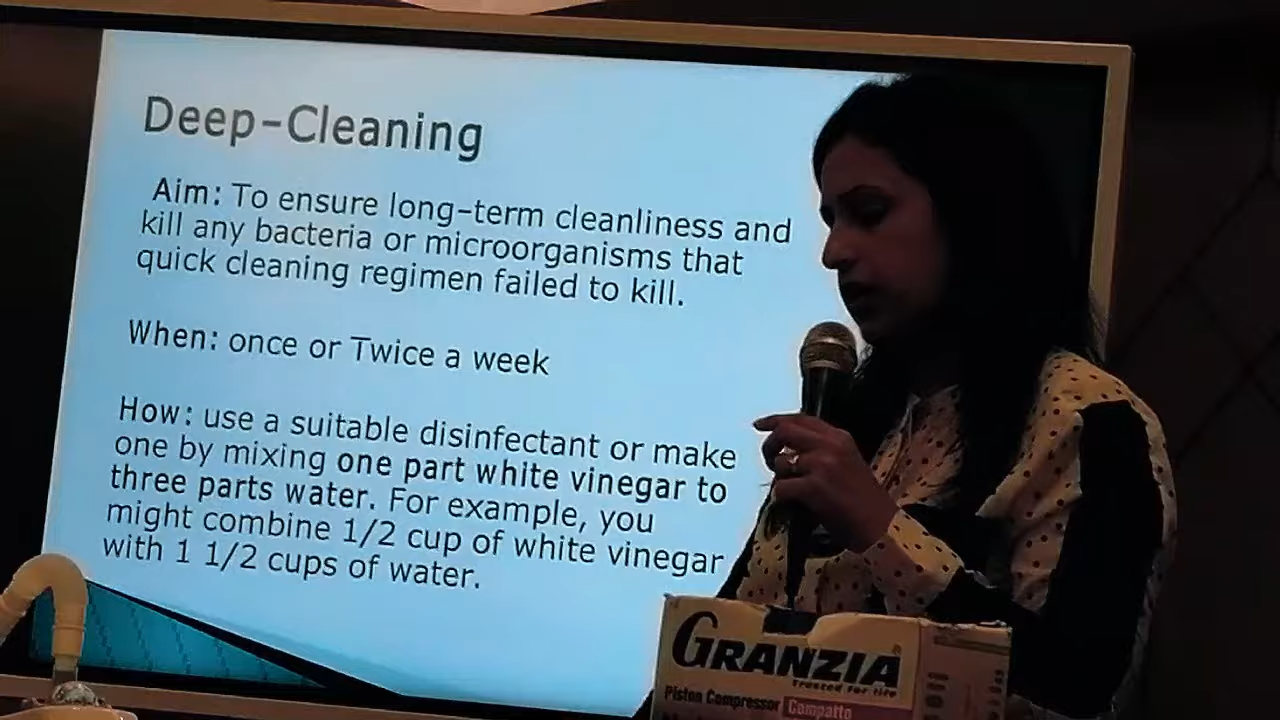 Deep-Cleaning
Aim: To ensure long-term cleanliness and
kill any bacteria or microorganisms that
quick cleaning regimen failed to kill.
When: once or Twice a week
How: use a suitable disinfectant or make
one by mixing one part white vinegar to
three parts water. For example, you
might combine 1/2 cup of white vinegar
with 1 1/2 cups of water.
GRANZIA
Trusted for life
Piston Compressor Compatto